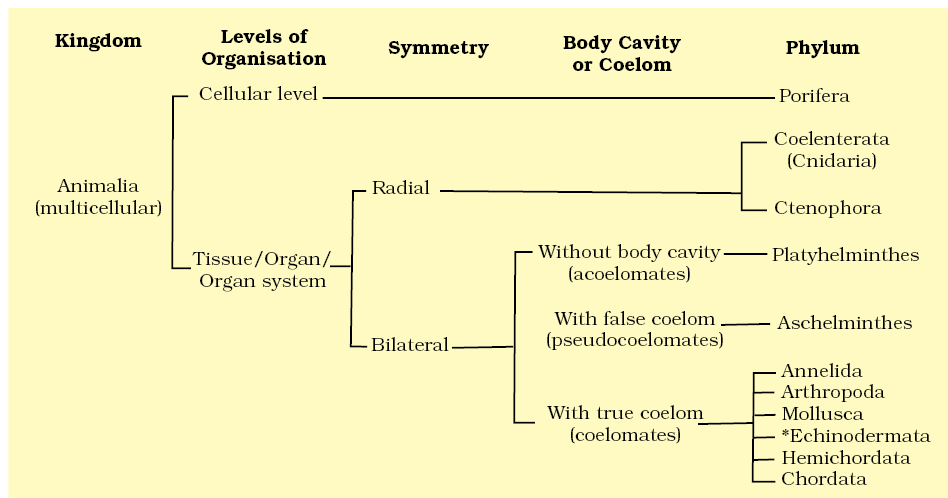 Kingdom
Levels of
Organisation
Symmetry
Body Cavity
or Coelom
Phylum
Cellular level
Porifera
Animalia
(multicellular)
Radial
Coelenterata
(Cnidaria)
Ctenophora
Tissue/Organ/
Organ system
Without body cavity
(acoelomates)
Platyhelminthes
With false coelom
(pseudocoelomates)
Aschelminthes
Bilateral
With true coelom
(coelomates)
Annelida
Arthropoda
Mollusca
*Echinodermata
Hemichordata
Chordata